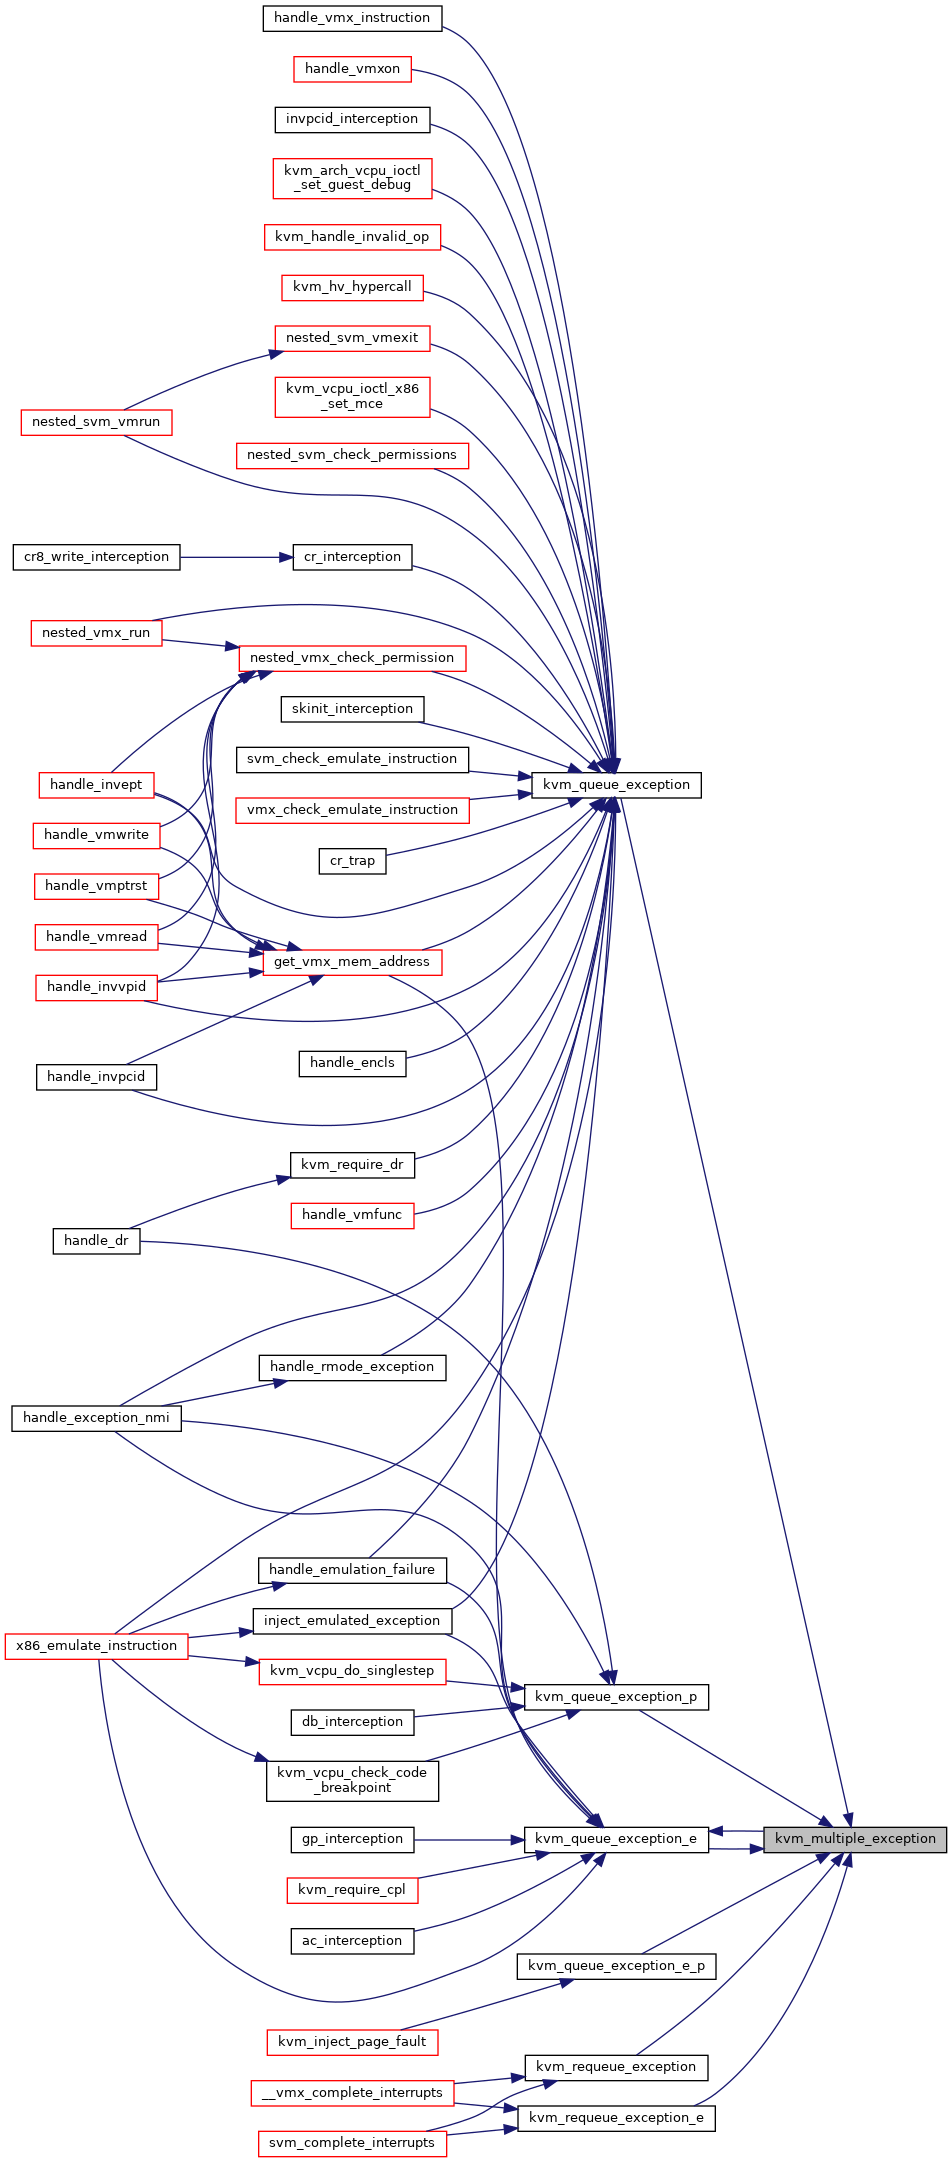 handle_vmx_instruction
handle_vmxon
invpcid_interception
kvm_arch_vcpu_ioctl
_set_guest_debug
kvm_handle_invalid_op
kvm_hv_hypercall
nested_svm_vmexit
kvm_vcpu_ioctl_x86
_set_mce
nested_svm_vmrun
nested_svm_check_permissions
cr8_write_interception
cr_interception
nested_vmx_run
nested_vmx_check_permission
skinit_interception
svm_check_emulate_instruction
handle_invept
kvm_queue_exception
vmx_check_emulate_instruction
handle_vmwrite
cr_trap
handle_vmptrst
handle_vmread
get_vmx_mem_address
handle_invvpid
handle_encls
handle_invpcid
kvm_require_dr
handle_vmfunc
handle_dr
handle_rmode_exception
handle_exception_nmi
handle_emulation_failure
inject_emulated_exception
x86_emulate_instruction
kvm_vcpu_do_singlestep
kvm_queue_exception_p
db_interception
kvm_vcpu_check_code
_breakpoint
gp_interception
kvm_queue_exception_e
kvm_multiple_exception
kvm_require_cpl
ac_interception
kvm_queue_exception_e_p
kvm_inject_page_fault
kvm_requeue_exception
__vmx_complete_interrupts
kvm_requeue_exception_e
svm_complete_interrupts